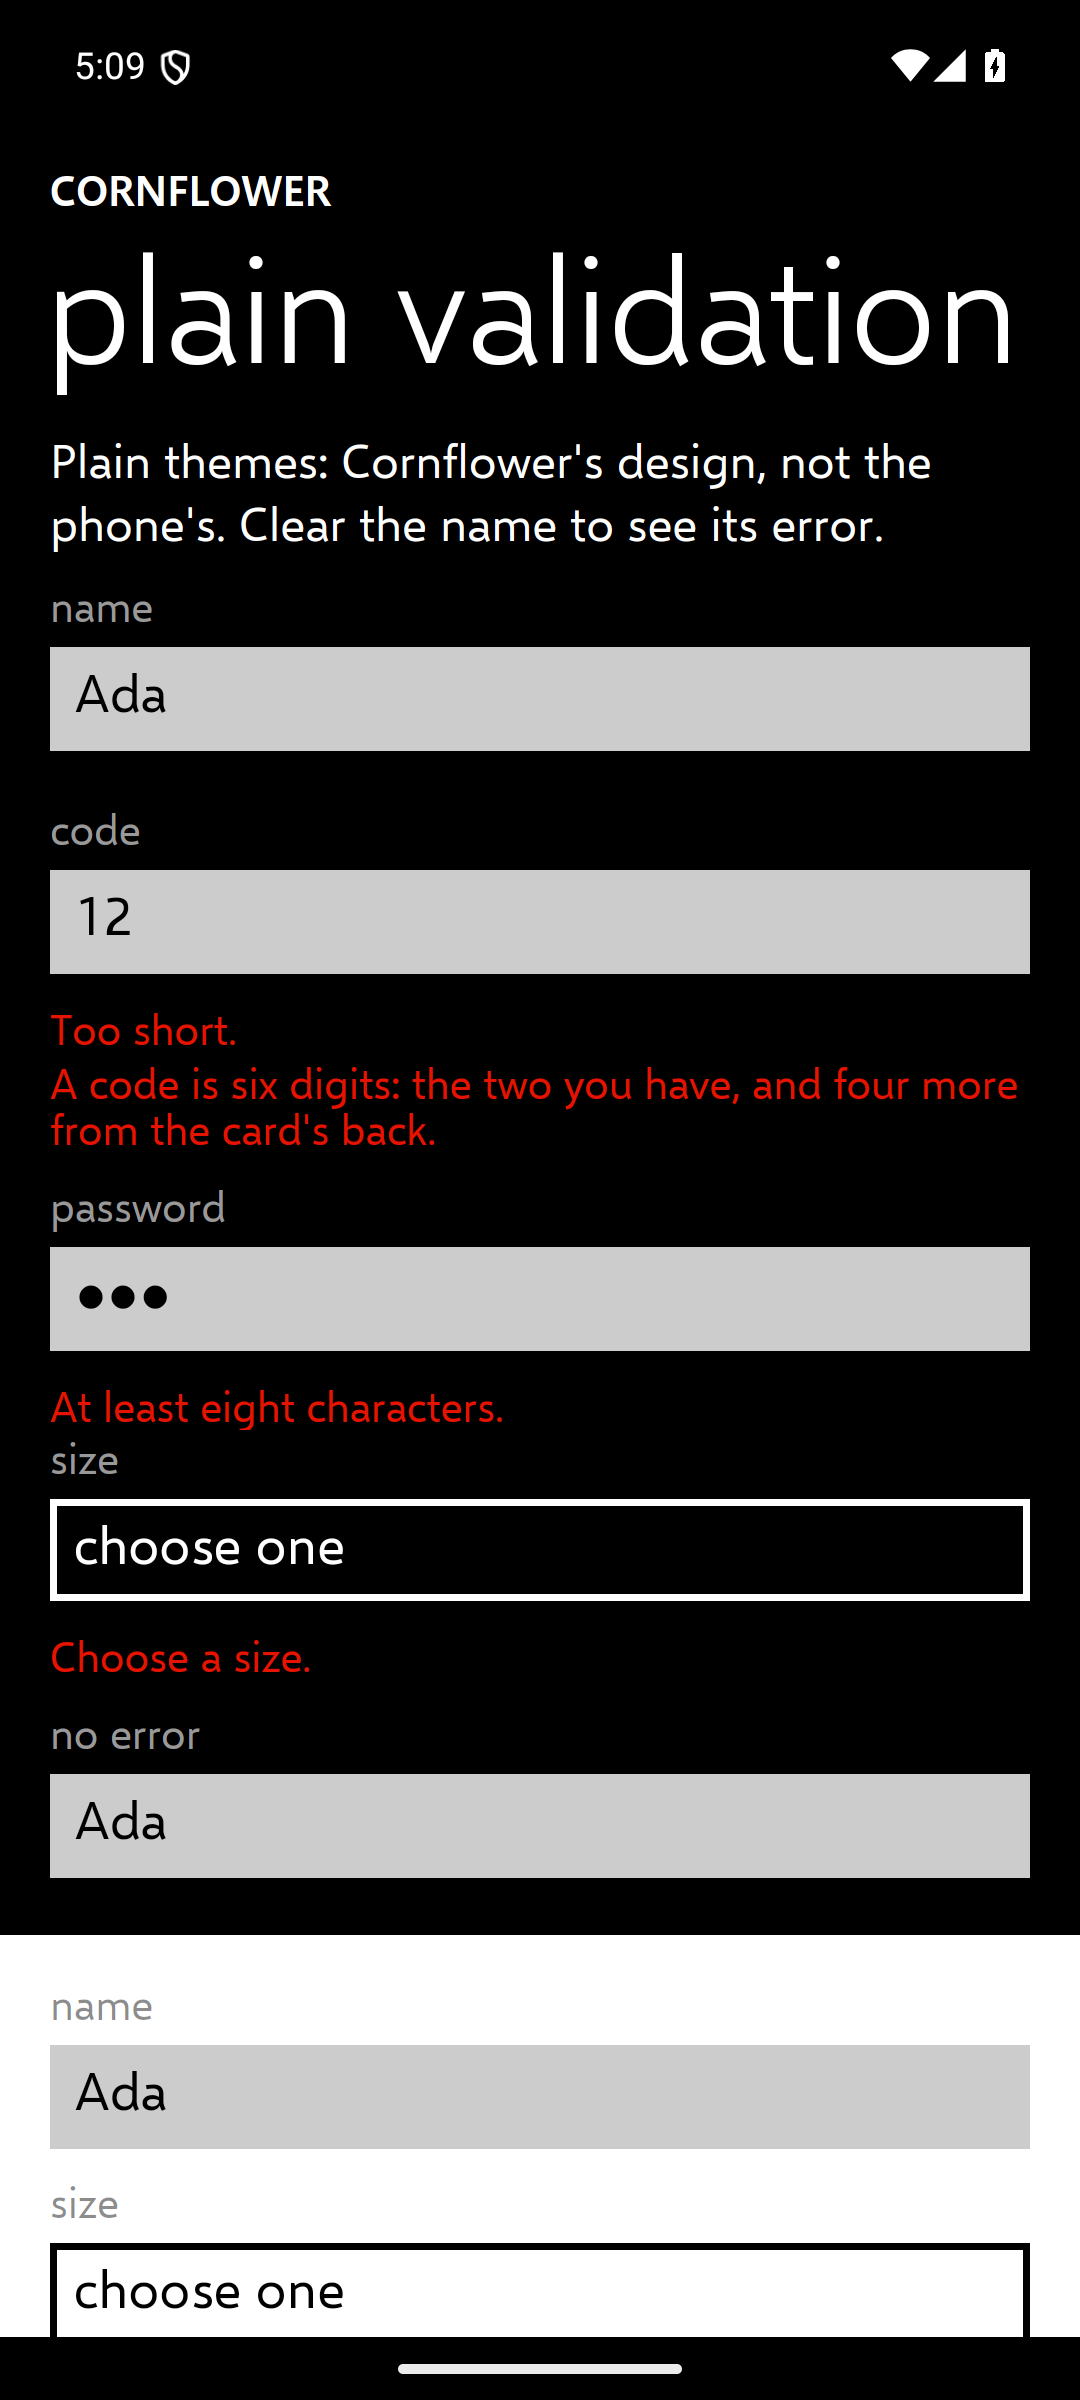 5:09
CORNFLOWER
plain validation
Plain themes: Cornflower's design, not the
phone's. Clear the name to see its error.
name
Ada
code
12
Too short.
A code is six digits: the two you have, and four more
from the card's back.
password
At least eight characters.
size
choose one
Choose a size.
no error
Ada
name
Ada
size
choose one